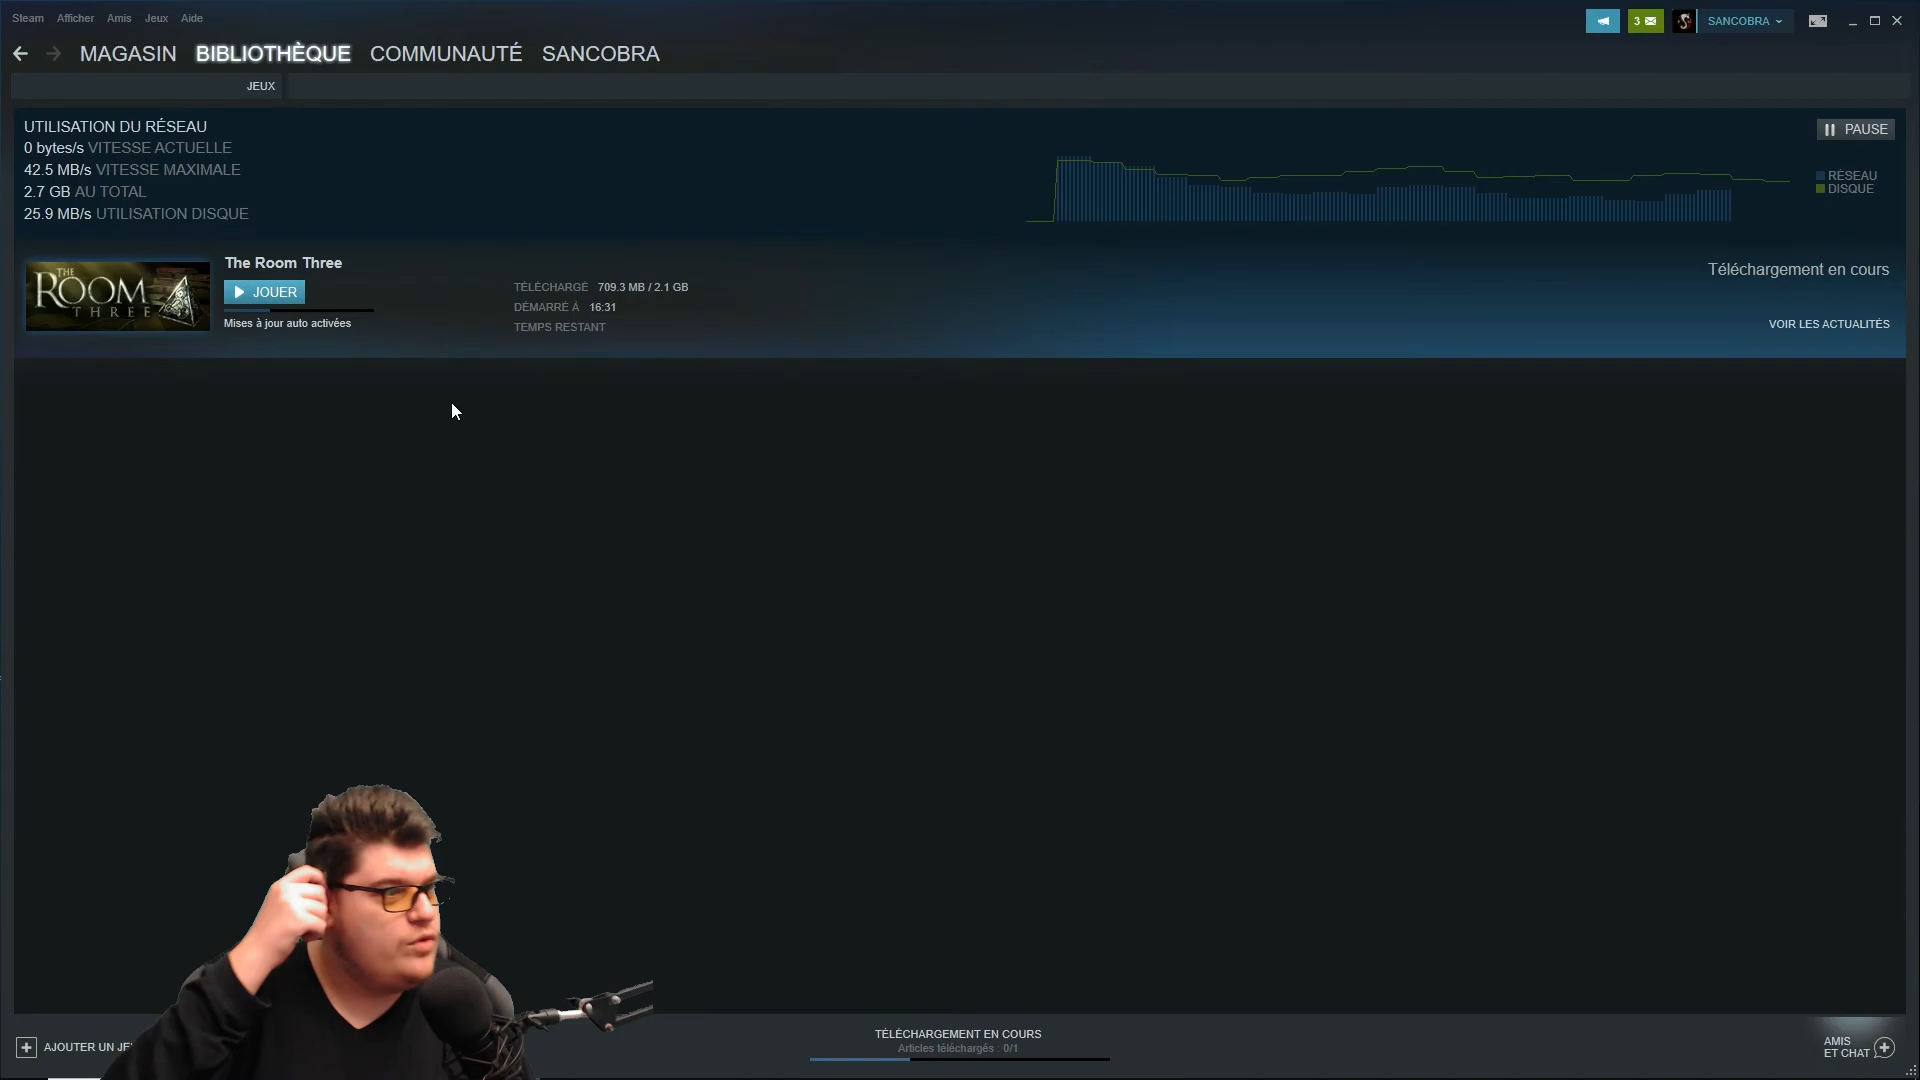 Steam Afficher Amis Jeux Aide
3 SANCOBRA
MAGASIN BIBLIOTHÈQUE COMMUNAUTÉ SANCOBRA
JEUX
UTILISATION DU RÉSEAU
0 bytes/s VITESSE ACTUELLE
42.5 MB/s VITESSE MAXIMALE
2.7 GB AU TOTAL
25.9 MB/s UTILISATION DISQUE
PAUSE
RÉSEAU
DISQUE
THE
ROOM
THREE
The Room Three
JOUER
Mises à jour auto activées
TÉLÉCHARGÉ 709.3 MB / 2.1 GB
DÉMARRÉ À 16:31
TEMPS RESTANT
Téléchargement en cours
VOIR LES ACTUALITÉS
AJOUTER UN JE
TÉLÉCHARGEMENT EN COURS
Articles téléchargés : 0/1
AMIS
ET CHAT